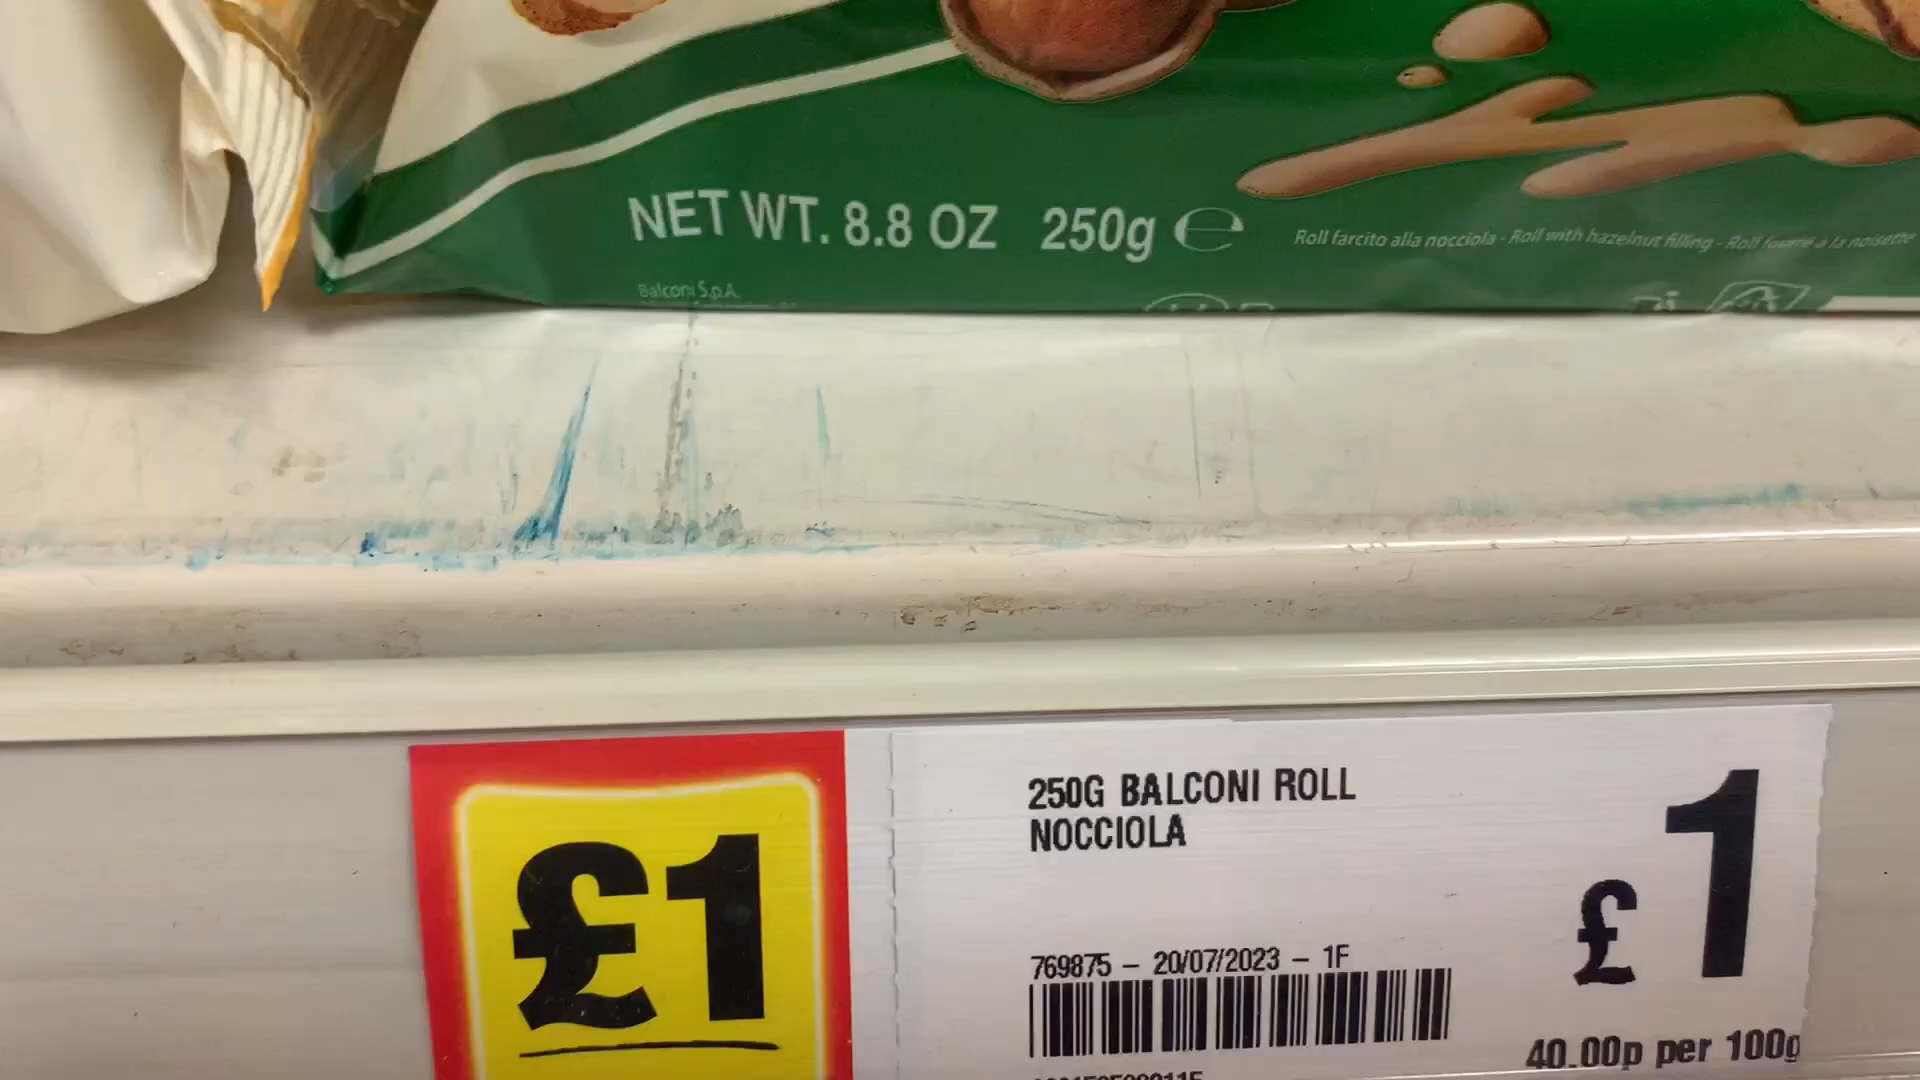 NET WT. 8.8 OZ 250g e
Roll farcito alla nocciola - Roll with hazelnut filling - Roll fourré à la noisette
Balconi S.p.A.
£1
250G BALCONI ROLL
NOCCIOLA
£1
769875 – 20/07/2023 – 1F
40.00p per 100g